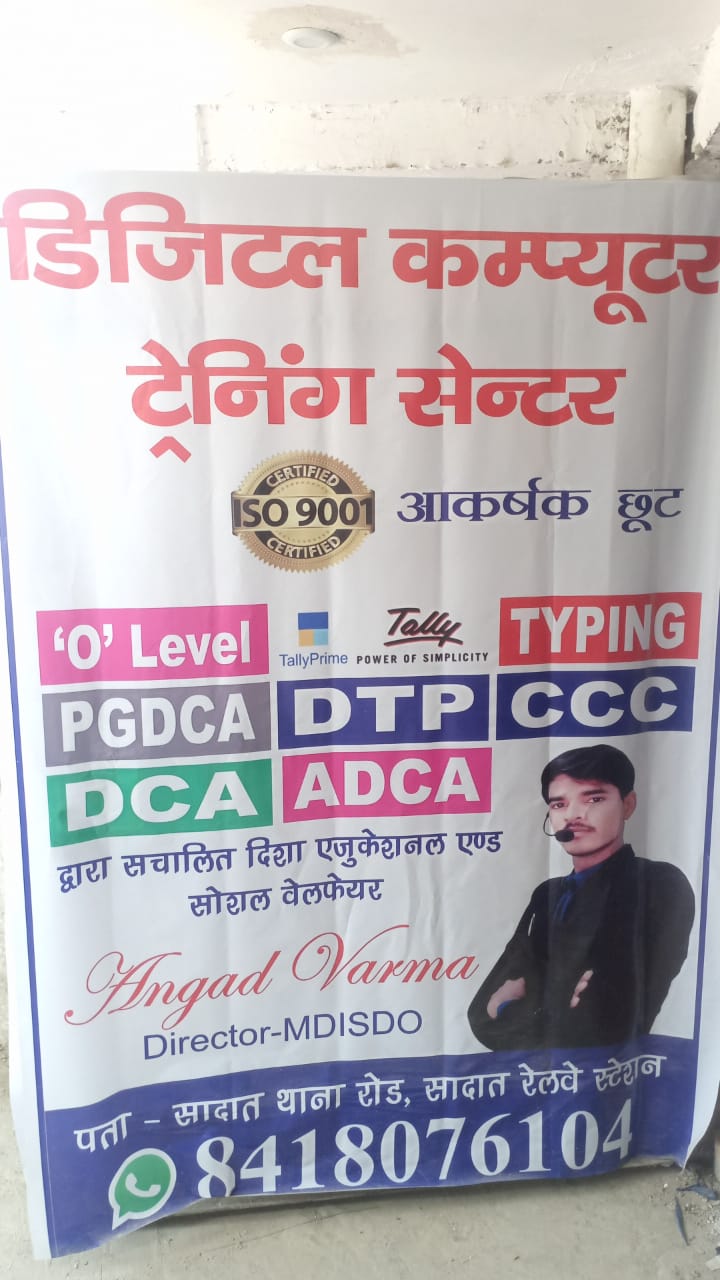 डिजिटल कम्प्यूटर
ट्रेनिंग सेन्टर
CERTIFIED
ISO 9001
CERTIFIED
आकर्षक छूट
'O' Level
TallyPrime
Tally
POWER OF SIMPLICITY
TYPING
PGDCA
DTP
CCC
DCA
ADCA
द्वारा सचालित दिशा एजुकेशनल एण्ड
सोशल वेलफेयर
Angad Varma
Director-MDISDO
पता - सादात थाना रोड, सादात रेलवे स्टेशन
8418076104